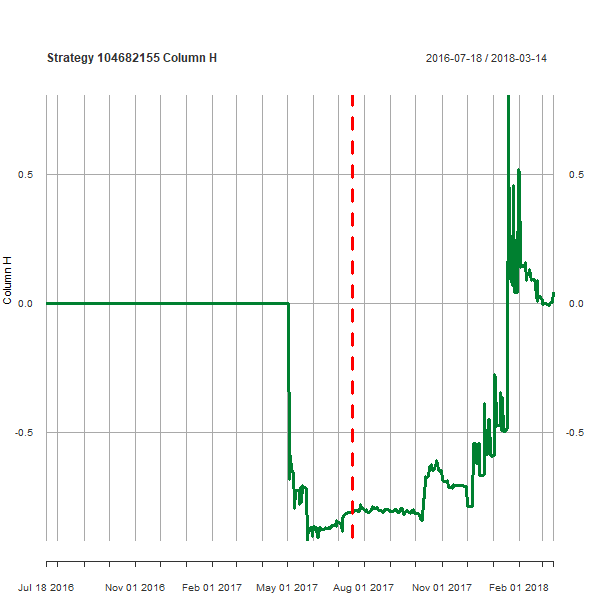 Strategy 104682155 Column H 2016-07-18 / 2018-03-14
0.5 0.5
Column H
0.0 0.0
-0.5 -0.5
Jul 18 2016 Nov 01 2016 Feb 01 2017 May 01 2017 Aug 01 2017 Nov 01 2017 Feb 01 2018